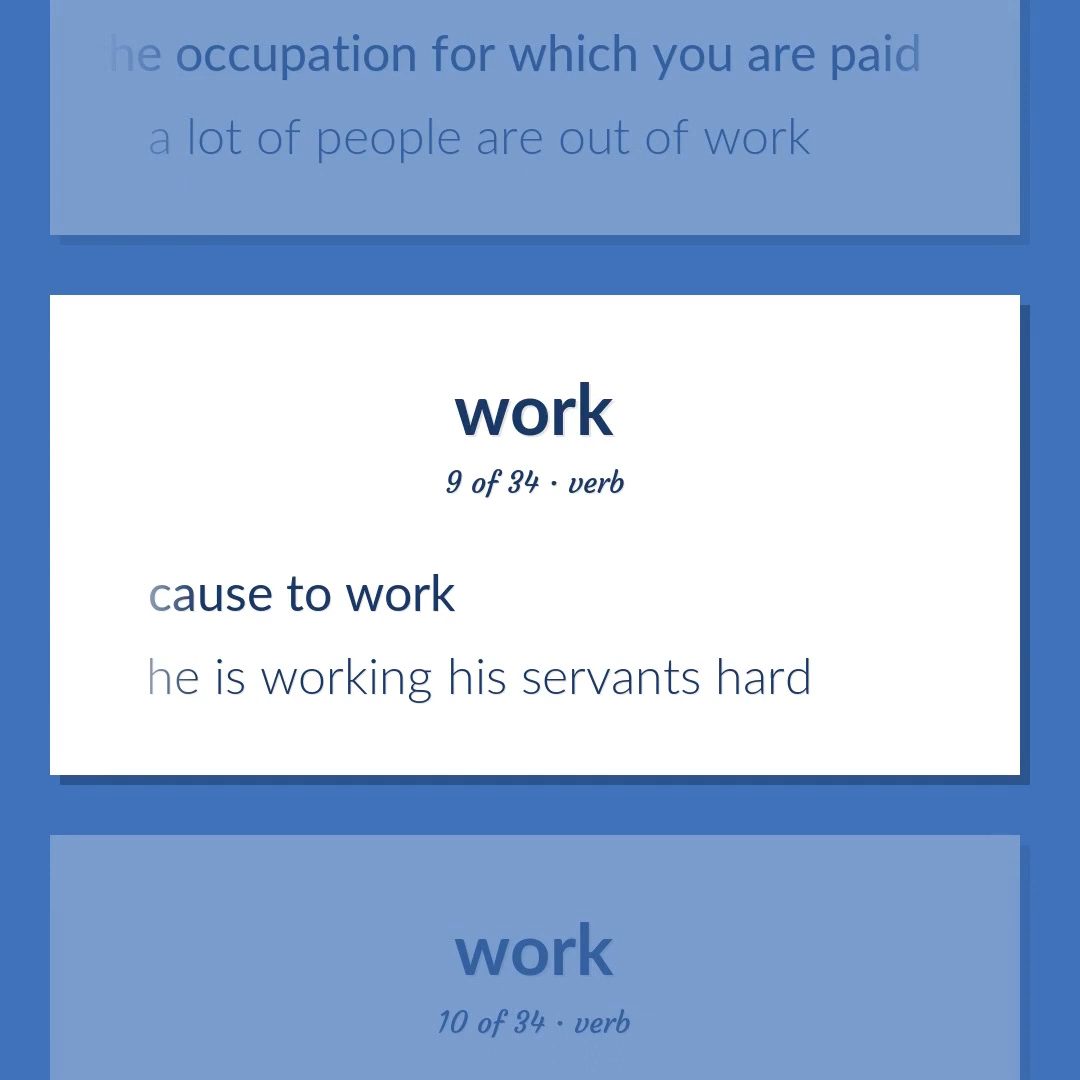 he occupation for which you are paid
a lot of people are out of work
work
9 of 34 · verb
cause to work
he is working his servants hard
work
10 of 34 · verb